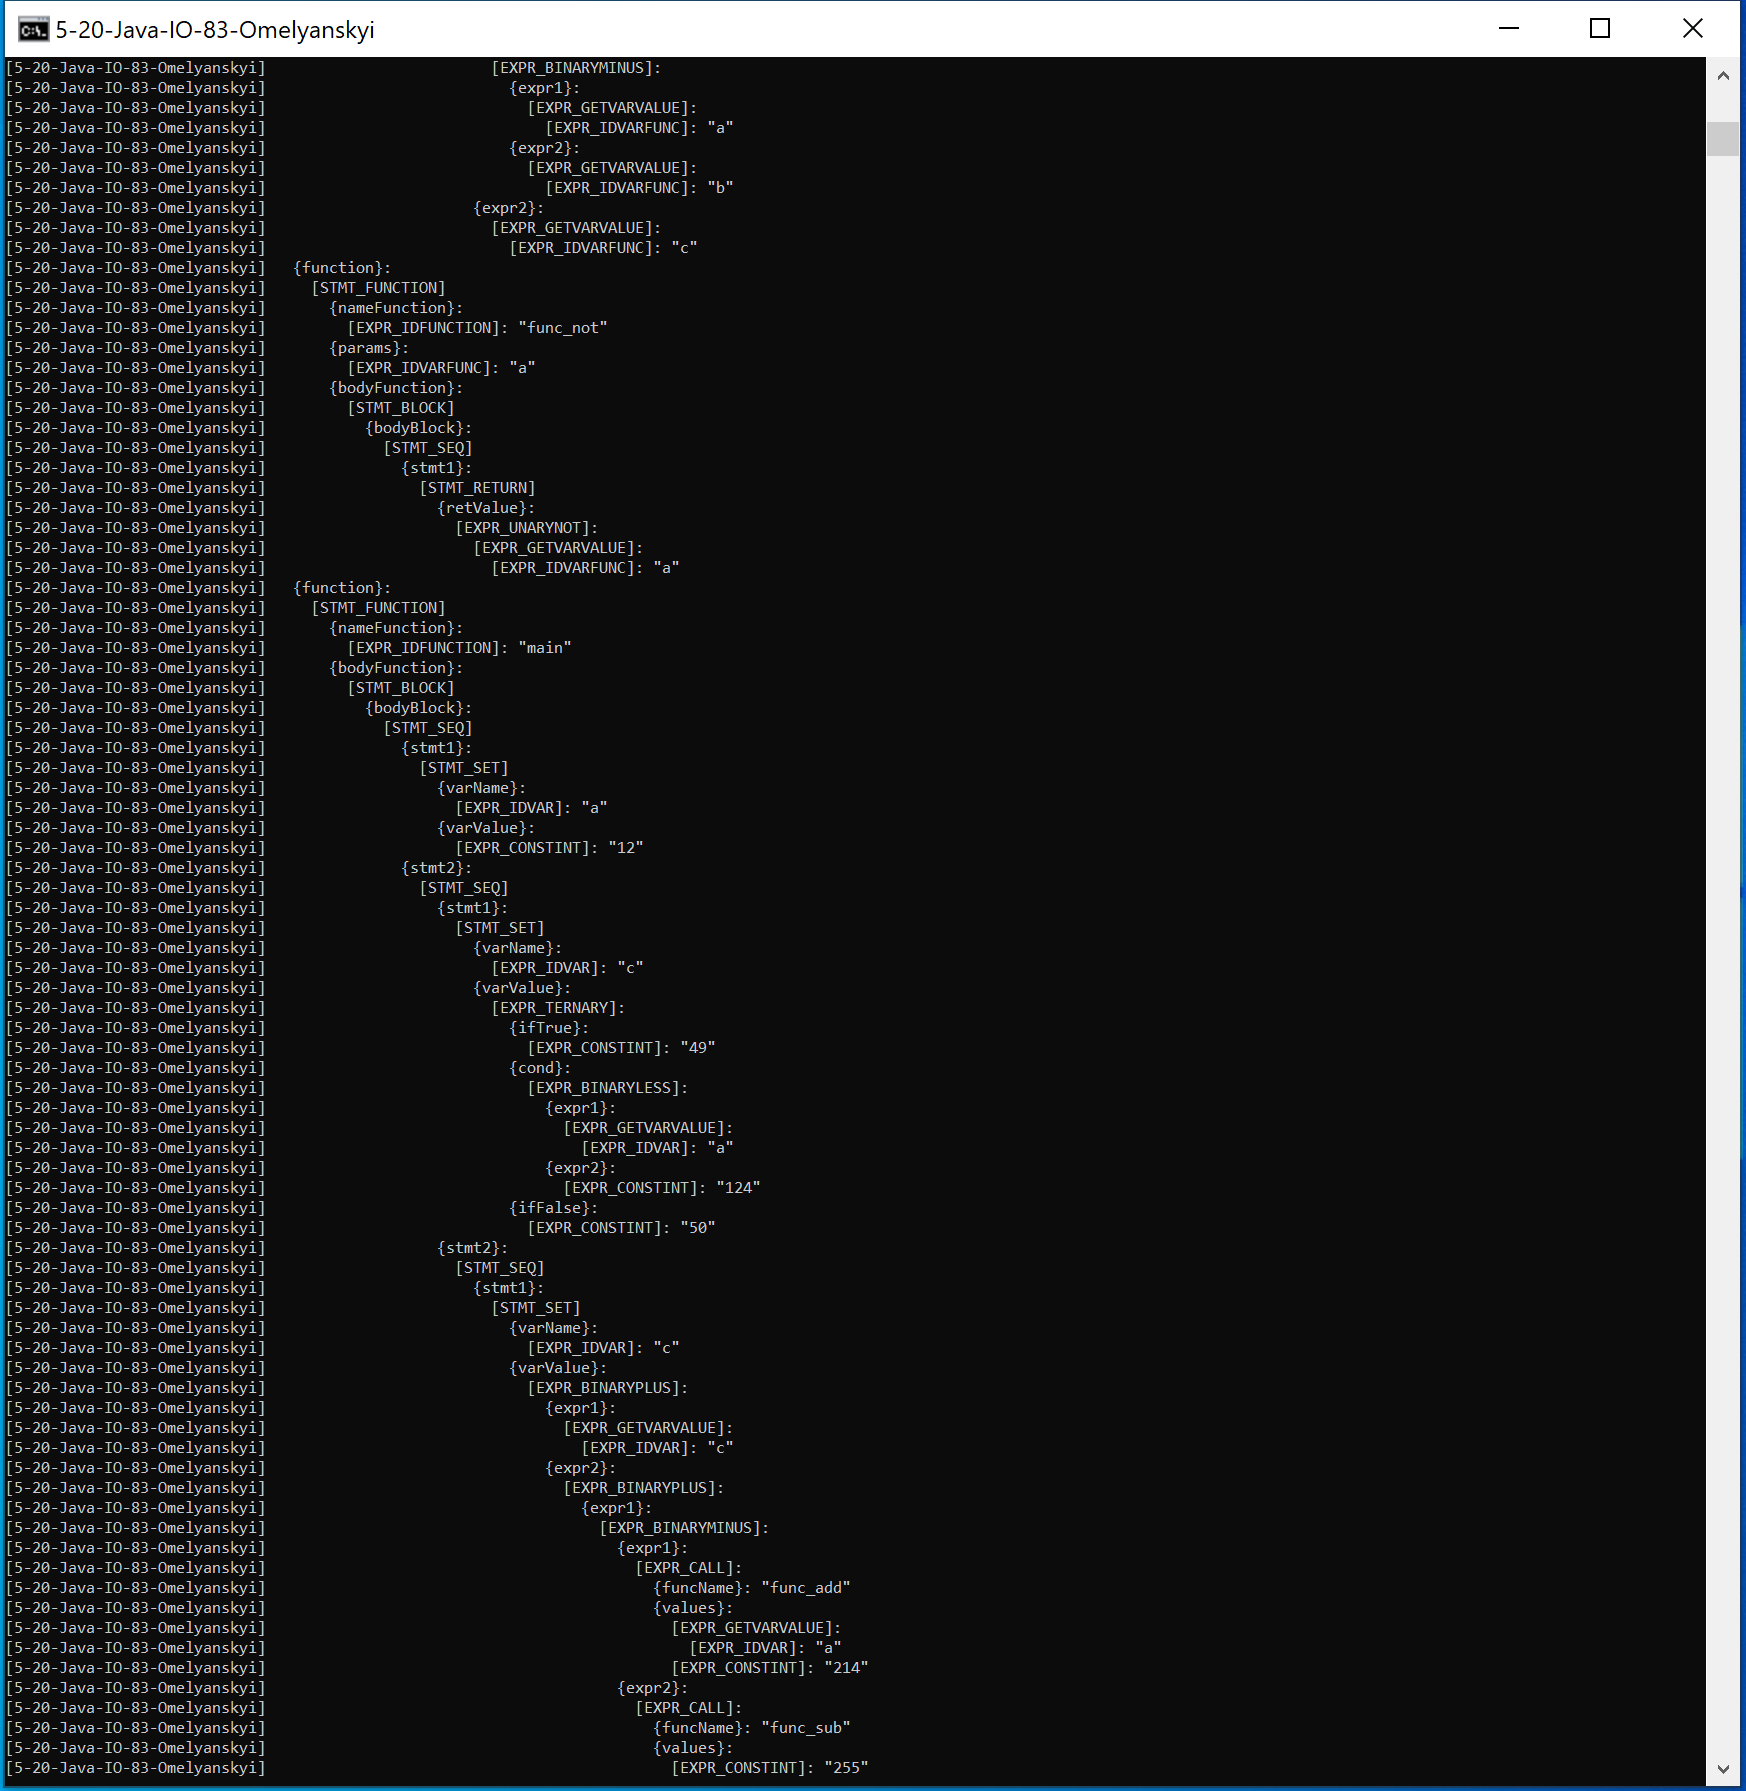 5-20-Java-IO-83-Omelyanskyi
[5-20-Java-IO-83-Omelyanskyi]                         [EXPR_BINARYMINUS]:
[5-20-Java-IO-83-Omelyanskyi]                           {expr1}:
[5-20-Java-IO-83-Omelyanskyi]                             [EXPR_GETVARVALUE]:
[5-20-Java-IO-83-Omelyanskyi]                               [EXPR_IDVARFUNC]: "a"
[5-20-Java-IO-83-Omelyanskyi]                           {expr2}:
[5-20-Java-IO-83-Omelyanskyi]                             [EXPR_GETVARVALUE]:
[5-20-Java-IO-83-Omelyanskyi]                               [EXPR_IDVARFUNC]: "b"
[5-20-Java-IO-83-Omelyanskyi]                       {expr2}:
[5-20-Java-IO-83-Omelyanskyi]                         [EXPR_GETVARVALUE]:
[5-20-Java-IO-83-Omelyanskyi]                           [EXPR_IDVARFUNC]: "c"
[5-20-Java-IO-83-Omelyanskyi]   {function}:
[5-20-Java-IO-83-Omelyanskyi]     [STMT_FUNCTION]
[5-20-Java-IO-83-Omelyanskyi]       {nameFunction}:
[5-20-Java-IO-83-Omelyanskyi]         [EXPR_IDFUNCTION]: "func_not"
[5-20-Java-IO-83-Omelyanskyi]       {params}:
[5-20-Java-IO-83-Omelyanskyi]         [EXPR_IDVARFUNC]: "a"
[5-20-Java-IO-83-Omelyanskyi]       {bodyFunction}:
[5-20-Java-IO-83-Omelyanskyi]         [STMT_BLOCK]
[5-20-Java-IO-83-Omelyanskyi]           {bodyBlock}:
[5-20-Java-IO-83-Omelyanskyi]             [STMT_SEQ]
[5-20-Java-IO-83-Omelyanskyi]               {stmt1}:
[5-20-Java-IO-83-Omelyanskyi]                 [STMT_RETURN]
[5-20-Java-IO-83-Omelyanskyi]                   {retValue}:
[5-20-Java-IO-83-Omelyanskyi]                     [EXPR_UNARYNOT]:
[5-20-Java-IO-83-Omelyanskyi]                       [EXPR_GETVARVALUE]:
[5-20-Java-IO-83-Omelyanskyi]                         [EXPR_IDVARFUNC]: "a"
[5-20-Java-IO-83-Omelyanskyi]   {function}:
[5-20-Java-IO-83-Omelyanskyi]     [STMT_FUNCTION]
[5-20-Java-IO-83-Omelyanskyi]       {nameFunction}:
[5-20-Java-IO-83-Omelyanskyi]         [EXPR_IDFUNCTION]: "main"
[5-20-Java-IO-83-Omelyanskyi]       {bodyFunction}:
[5-20-Java-IO-83-Omelyanskyi]         [STMT_BLOCK]
[5-20-Java-IO-83-Omelyanskyi]           {bodyBlock}:
[5-20-Java-IO-83-Omelyanskyi]             [STMT_SEQ]
[5-20-Java-IO-83-Omelyanskyi]               {stmt1}:
[5-20-Java-IO-83-Omelyanskyi]                 [STMT_SET]
[5-20-Java-IO-83-Omelyanskyi]                   {varName}:
[5-20-Java-IO-83-Omelyanskyi]                     [EXPR_IDVAR]: "a"
[5-20-Java-IO-83-Omelyanskyi]                   {varValue}:
[5-20-Java-IO-83-Omelyanskyi]                     [EXPR_CONSTINT]: "12"
[5-20-Java-IO-83-Omelyanskyi]               {stmt2}:
[5-20-Java-IO-83-Omelyanskyi]                 [STMT_SEQ]
[5-20-Java-IO-83-Omelyanskyi]                   {stmt1}:
[5-20-Java-IO-83-Omelyanskyi]                     [STMT_SET]
[5-20-Java-IO-83-Omelyanskyi]                       {varName}:
[5-20-Java-IO-83-Omelyanskyi]                         [EXPR_IDVAR]: "c"
[5-20-Java-IO-83-Omelyanskyi]                       {varValue}:
[5-20-Java-IO-83-Omelyanskyi]                         [EXPR_TERNARY]:
[5-20-Java-IO-83-Omelyanskyi]                           {ifTrue}:
[5-20-Java-IO-83-Omelyanskyi]                             [EXPR_CONSTINT]: "49"
[5-20-Java-IO-83-Omelyanskyi]                           {cond}:
[5-20-Java-IO-83-Omelyanskyi]                             [EXPR_BINARYLESS]:
[5-20-Java-IO-83-Omelyanskyi]                               {expr1}:
[5-20-Java-IO-83-Omelyanskyi]                                 [EXPR_GETVARVALUE]:
[5-20-Java-IO-83-Omelyanskyi]                                   [EXPR_IDVAR]: "a"
[5-20-Java-IO-83-Omelyanskyi]                               {expr2}:
[5-20-Java-IO-83-Omelyanskyi]                                 [EXPR_CONSTINT]: "124"
[5-20-Java-IO-83-Omelyanskyi]                           {ifFalse}:
[5-20-Java-IO-83-Omelyanskyi]                             [EXPR_CONSTINT]: "50"
[5-20-Java-IO-83-Omelyanskyi]                   {stmt2}:
[5-20-Java-IO-83-Omelyanskyi]                     [STMT_SEQ]
[5-20-Java-IO-83-Omelyanskyi]                       {stmt1}:
[5-20-Java-IO-83-Omelyanskyi]                         [STMT_SET]
[5-20-Java-IO-83-Omelyanskyi]                           {varName}:
[5-20-Java-IO-83-Omelyanskyi]                             [EXPR_IDVAR]: "c"
[5-20-Java-IO-83-Omelyanskyi]                           {varValue}:
[5-20-Java-IO-83-Omelyanskyi]                             [EXPR_BINARYPLUS]:
[5-20-Java-IO-83-Omelyanskyi]                               {expr1}:
[5-20-Java-IO-83-Omelyanskyi]                                 [EXPR_GETVARVALUE]:
[5-20-Java-IO-83-Omelyanskyi]                                   [EXPR_IDVAR]: "c"
[5-20-Java-IO-83-Omelyanskyi]                               {expr2}:
[5-20-Java-IO-83-Omelyanskyi]                                 [EXPR_BINARYPLUS]:
[5-20-Java-IO-83-Omelyanskyi]                                   {expr1}:
[5-20-Java-IO-83-Omelyanskyi]                                     [EXPR_BINARYMINUS]:
[5-20-Java-IO-83-Omelyanskyi]                                       {expr1}:
[5-20-Java-IO-83-Omelyanskyi]                                         [EXPR_CALL]:
[5-20-Java-IO-83-Omelyanskyi]                                           {funcName}: "func_add"
[5-20-Java-IO-83-Omelyanskyi]                                           {values}:
[5-20-Java-IO-83-Omelyanskyi]                                             [EXPR_GETVARVALUE]:
[5-20-Java-IO-83-Omelyanskyi]                                               [EXPR_IDVAR]: "a"
[5-20-Java-IO-83-Omelyanskyi]                                             [EXPR_CONSTINT]: "214"
[5-20-Java-IO-83-Omelyanskyi]                                       {expr2}:
[5-20-Java-IO-83-Omelyanskyi]                                         [EXPR_CALL]:
[5-20-Java-IO-83-Omelyanskyi]                                           {funcName}: "func_sub"
[5-20-Java-IO-83-Omelyanskyi]                                           {values}:
[5-20-Java-IO-83-Omelyanskyi]                                             [EXPR_CONSTINT]: "255"